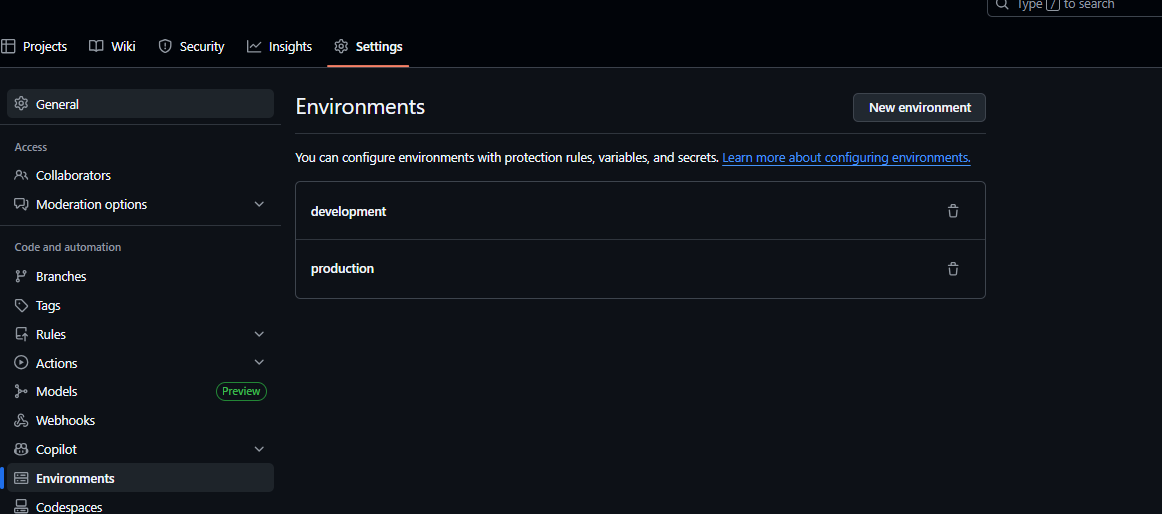 Type / to search
Projects
Wiki
Security
Insights
Settings
General
Access
Collaborators
Moderation options
Code and automation
Branches
Tags
Rules
Actions
Models Preview
Webhooks
Copilot
Environments
Codespaces
Environments
New environment
You can configure environments with protection rules, variables, and secrets. Learn more about configuring environments.
development
production